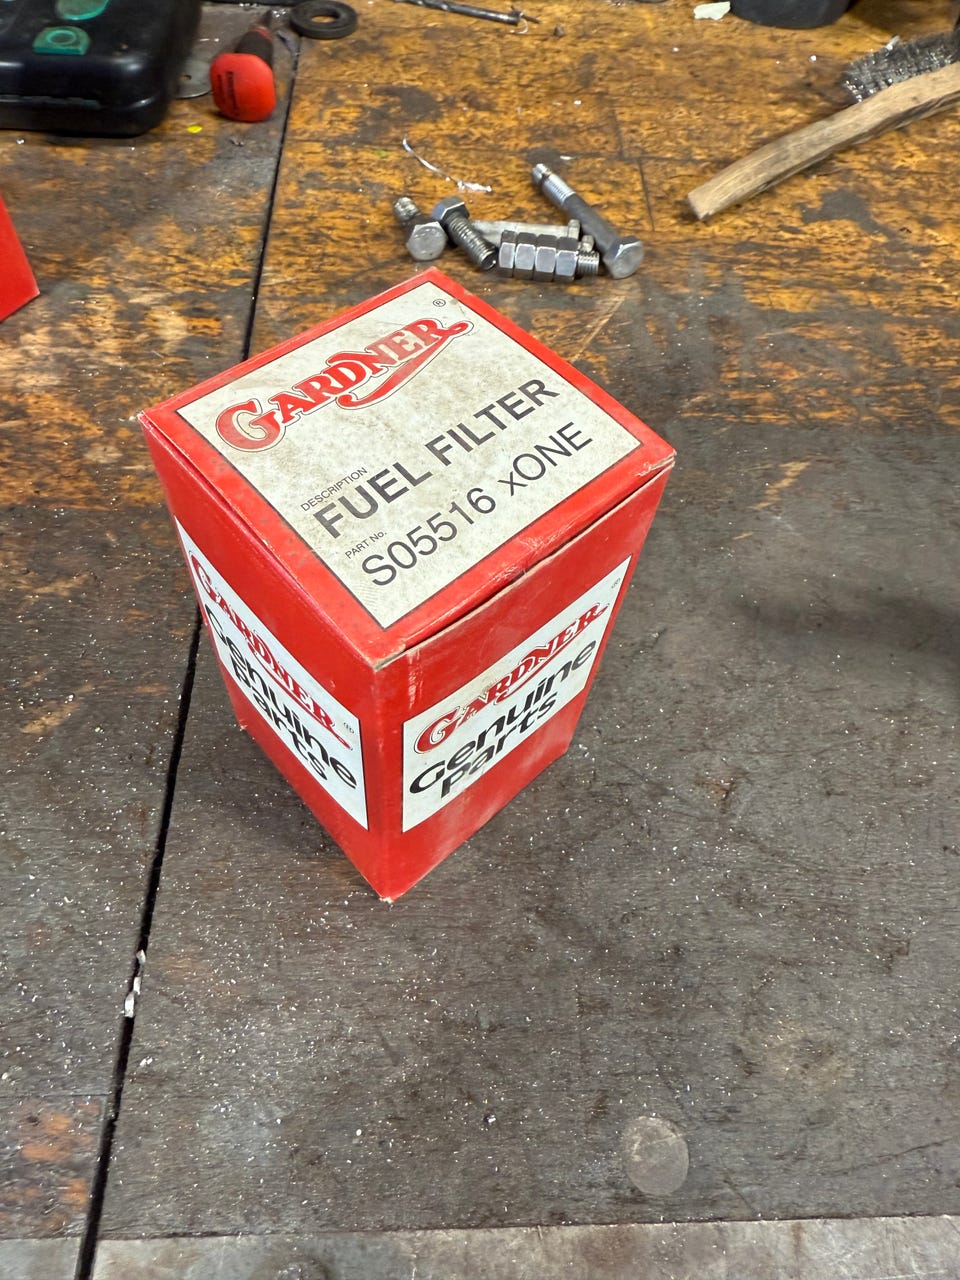 GARDNER ®
DESCRIPTION
FUEL FILTER
PART No.
S05516 xONE
GARDNER ®
Genuine
Parts
GARDNER ®
Genuine
Parts